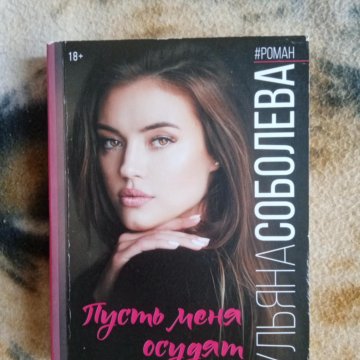 18+
#РОМАН
УЛЬЯНА СОБОЛЕВА
Пусть меня
осудят